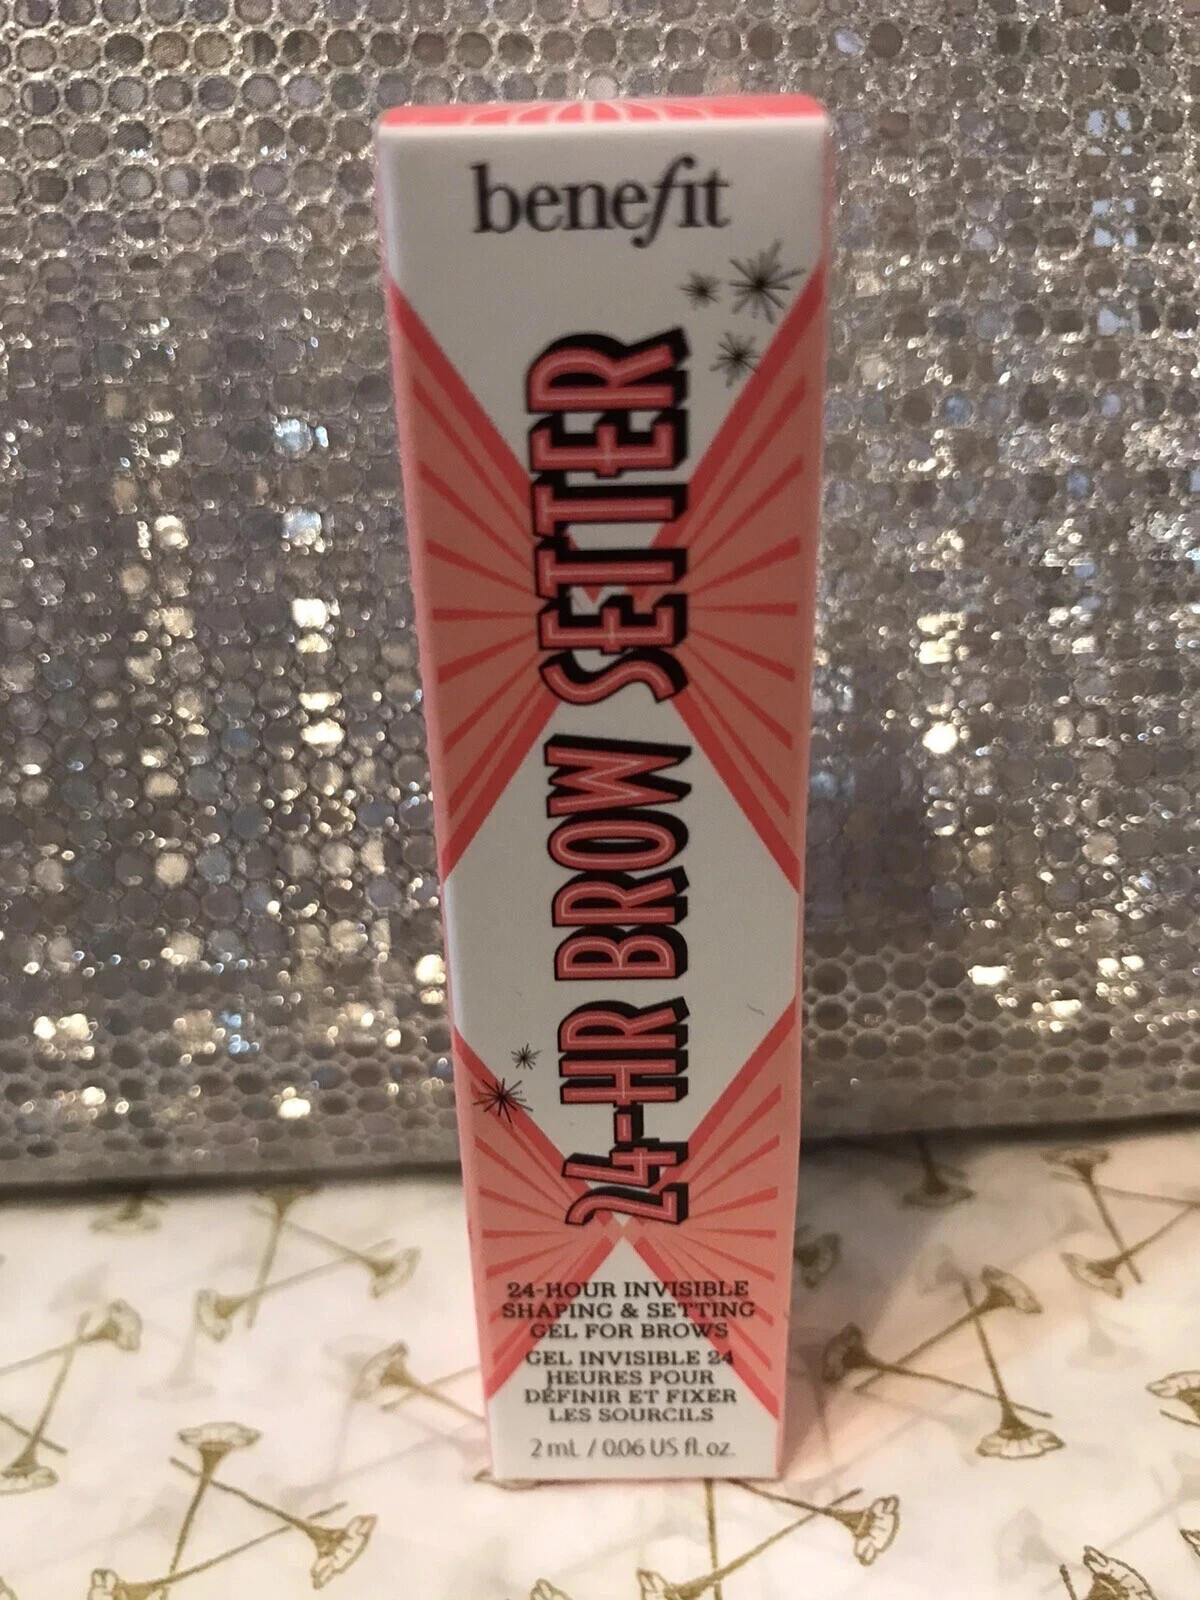 benefit
24-HR BROW SETTER
24-HOUR INVISIBLE
SHAPING & SETTING
GEL FOR BROWS
GEL INVISIBLE 24
HEURES POUR
DÉFINIR ET FIXER
LES SOURCILS
2 mL / 0.06 US fl. oz.